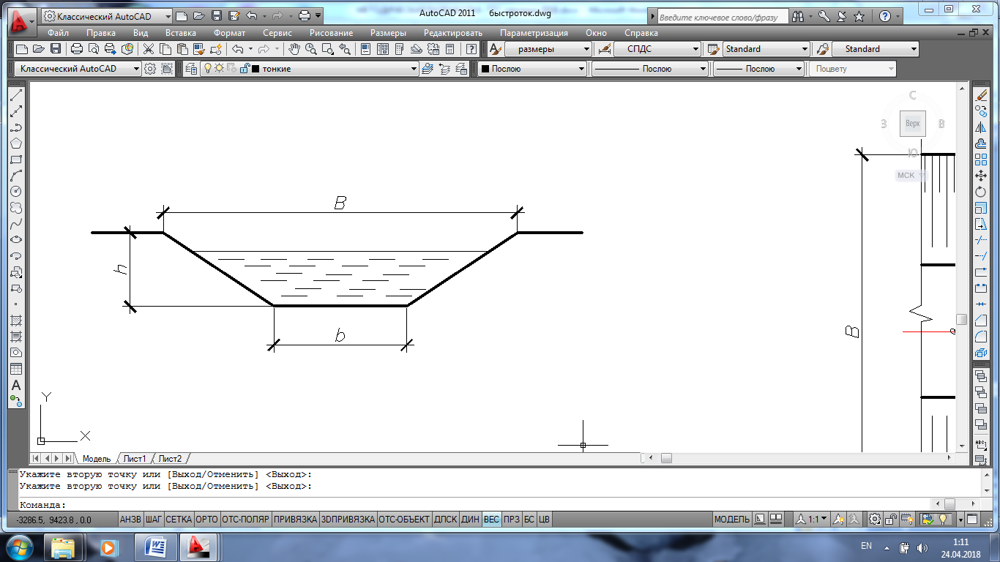 Классический AutoCAD
AutoCAD 2011 быстроток.dwg
Введите ключевое слово/фразу
Файл Правка Вид Вставка Формат Сервис Рисование Размеры Редактировать Параметризация Окно Справка
размеры СПДС Standard Standard
Классический AutoCAD тонкие Послою Послою Послою Поцвету
С
З Верх В
Ю
МСК
B
h
b
B
Y
X
Модель Лист1 Лист2
Укажите вторую точку или [Выход/Отменить] <Выход>:
Укажите вторую точку или [Выход/Отменить] <Выход>:
Команда:
-3286.5, 9423.8 , 0.0 АНЗВ ШАГ СЕТКА ОРТО ОТС-ПОЛЯР ПРИВЯЗКА 3DПРИВЯЗКА ОТС-ОБЪЕКТ ДПСК ДИН ВЕС ПРЗ БС ЦВ МОДЕЛЬ 1:1
EN 1:11
24.04.2018